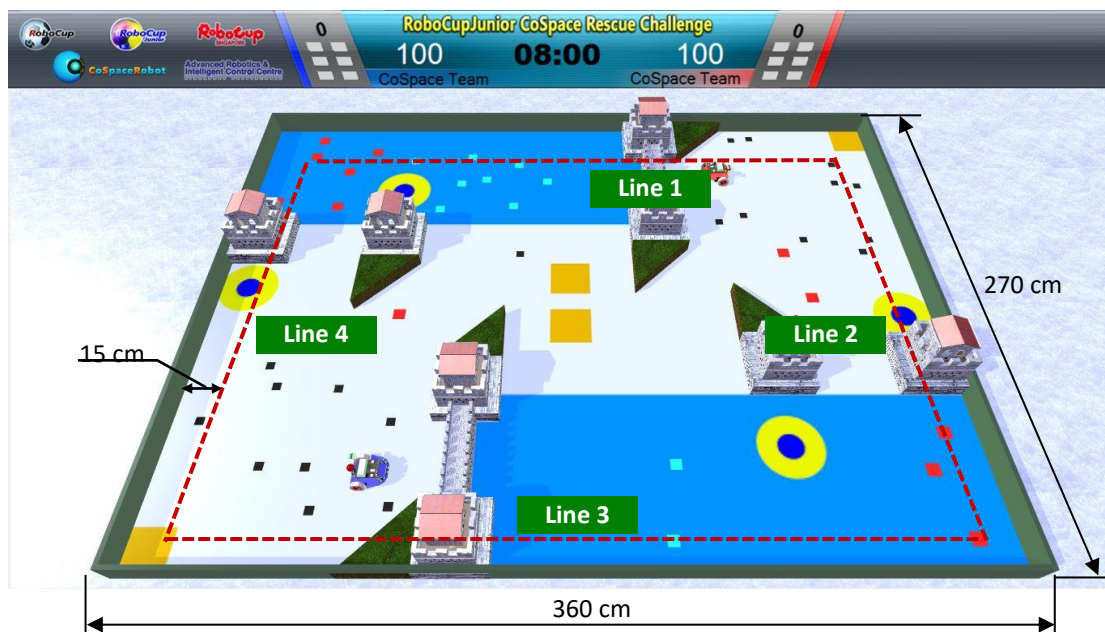 RoboCup
RoboCup
Junior
RoboCup
SINGAPORE
CoSpaceRobot
Advanced Robotics &
Intelligent Control Centre
0
RoboCupJunior CoSpace Rescue Challenge
100
08:00
100
CoSpace Team
CoSpace Team
0
Line 1
270 cm
Line 4
Line 2
15 cm
Line 3
360 cm